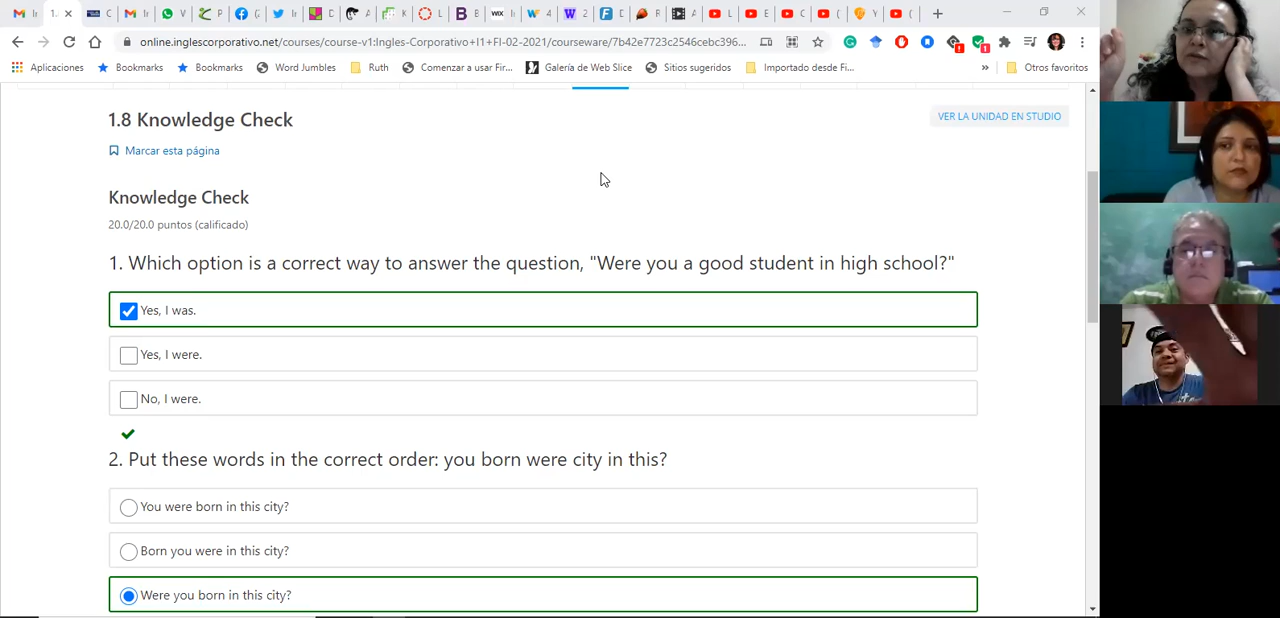 online.inglescorporativo
/courses/course-v1:Ingles-Corporativo+I1+FI-02-2021/courseware/7b42e7723c2546cebc396...
Aplicaciones Bookmarks Bookmarks Word Jumbles Ruth Comenzar a usar Fir... Galería de Web Slice Sitios sugeridos Importado desde Fi... » Otros favoritos
1.8 Knowledge Check
VER LA UNIDAD EN STUDIO
Marcar esta página
Knowledge Check
20.0/20.0 puntos (calificado)
1. Which option is a correct way to answer the question, "Were you a good student in high school?"
Yes, I was.
Yes, I were.
No, I were.
2. Put these words in the correct order: you born were city in this?
You were born in this city?
Born you were in this city?
Were you born in this city?